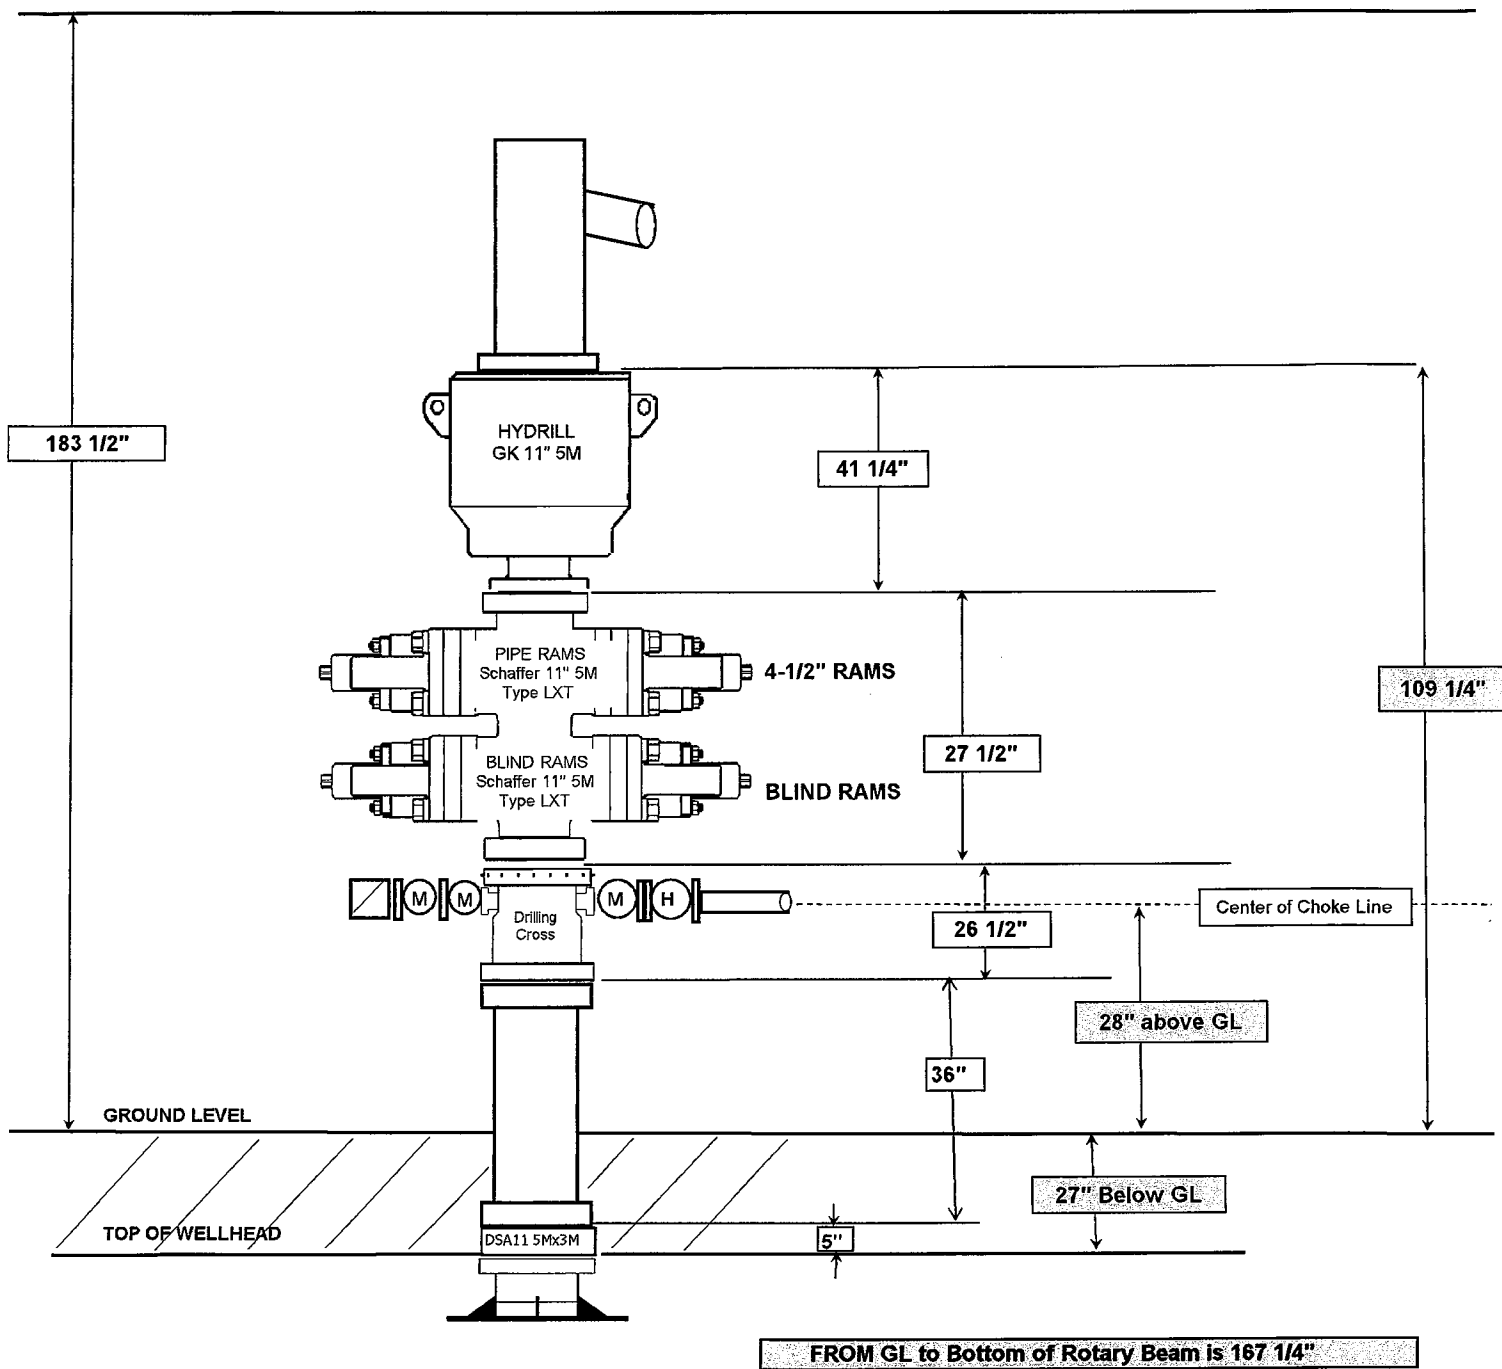 HYDRILL
GK 11" 5M
183 1/2"
41 1/4"
PIPE RAMS
Schaffer 11" 5M
Type LXT
4-1/2" RAMS
109 1/4"
27 1/2"
BLIND RAMS
Schaffer 11" 5M
Type LXT
BLIND RAMS
M
M
M
H
Center of Choke Line
Drilling
Cross
26 1/2"
28" above GL
36"
GROUND LEVEL
27" Below GL
TOP OF WELLHEAD
DSA11 5Mx3M
5"
FROM GL to Bottom of Rotary Beam is 167 1/4"